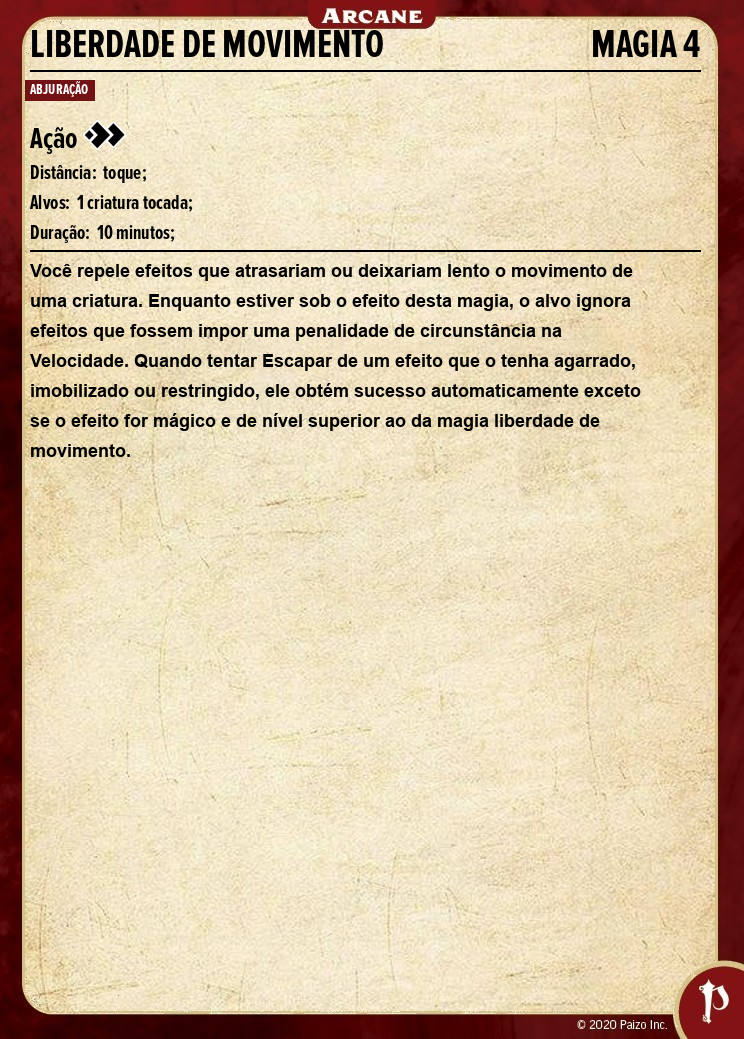 ARCANE
LIBERDADE DE MOVIMENTO MAGIA 4
ABJURAÇÃO
Ação
Distância: toque;
Alvos: 1 criatura tocada;
Duração: 10 minutos;
Você repele efeitos que atrasariam ou deixariam lento o movimento de
uma criatura. Enquanto estiver sob o efeito desta magia, o alvo ignora
efeitos que fossem impor uma penalidade de circunstância na
Velocidade. Quando tentar Escapar de um efeito que o tenha agarrado,
imobilizado ou restringido, ele obtém sucesso automaticamente exceto
se o efeito for mágico e de nível superior ao da magia liberdade de
movimento.
© 2020 Paizo Inc.
P